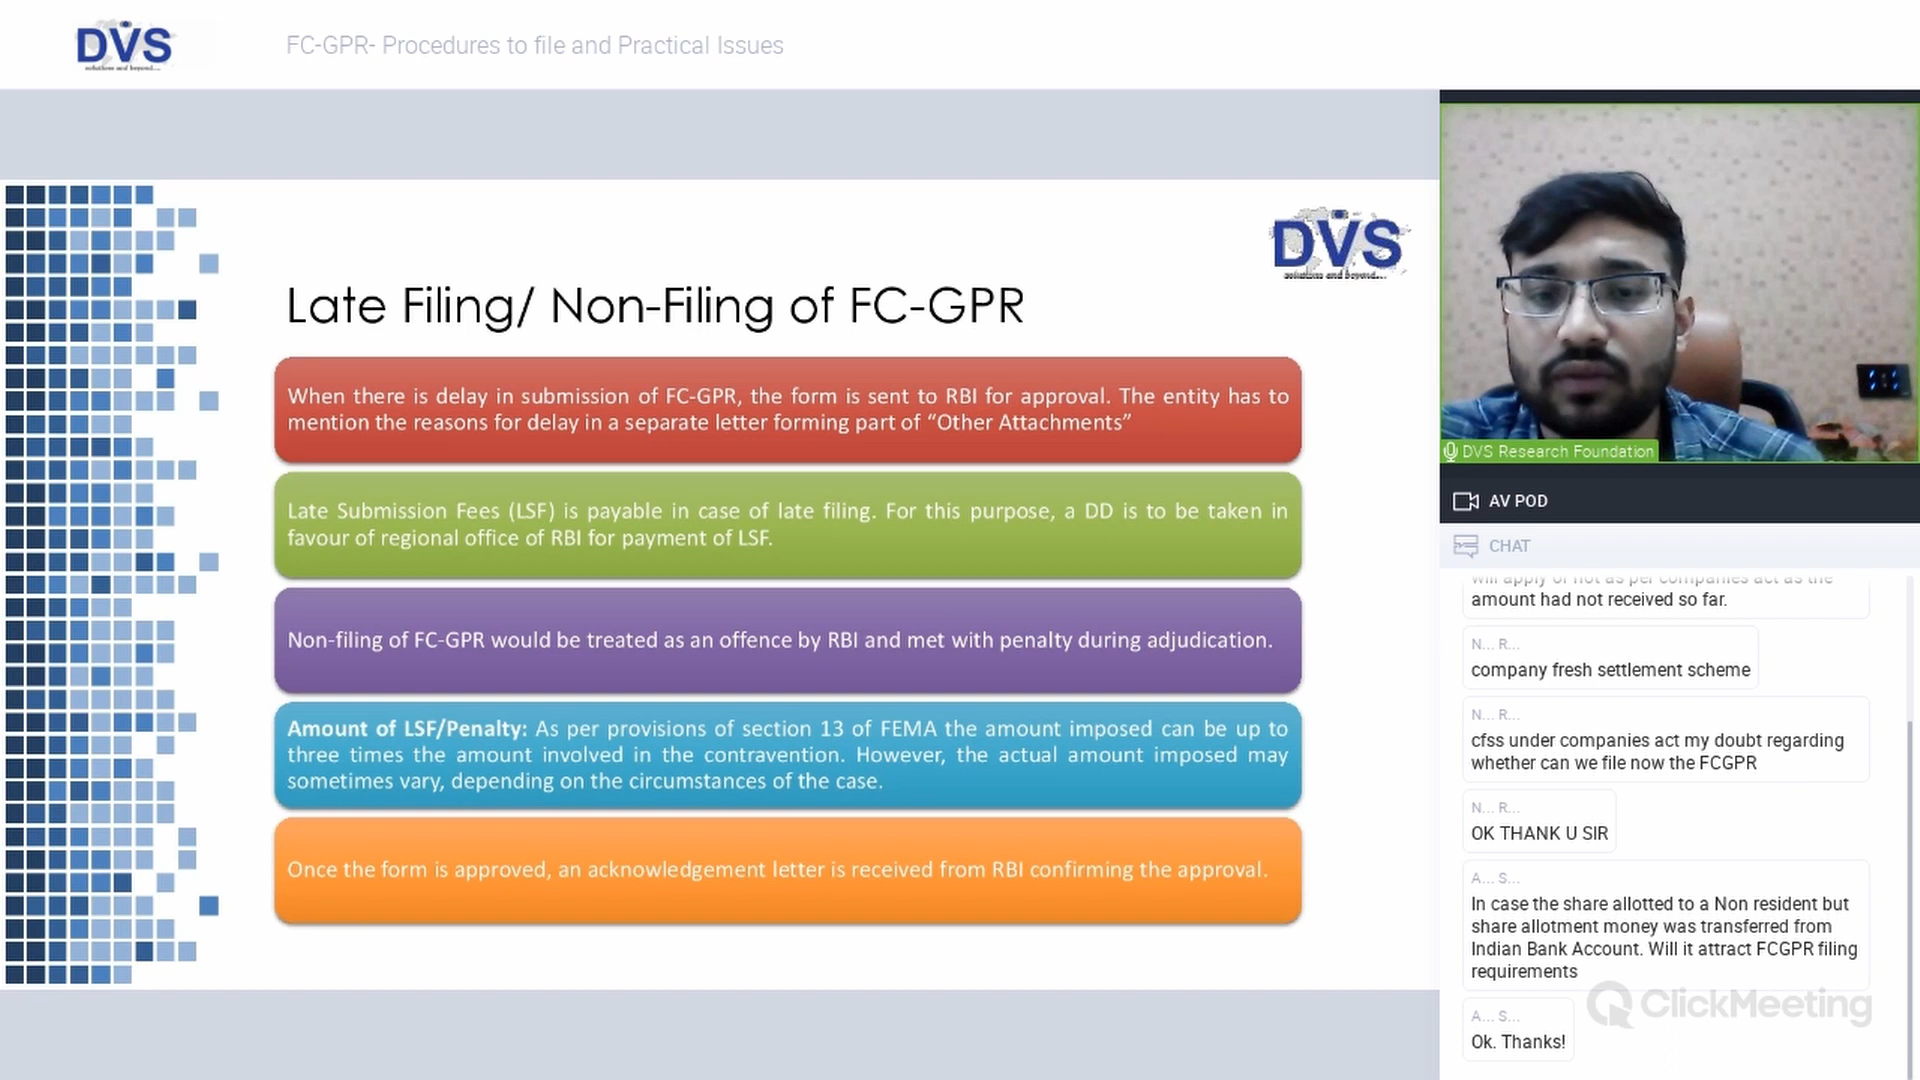 DVS
solutions and beyond....
FC-GPR- Procedures to file and Practical Issues
DVS
solutions and beyond....
Late Filing/ Non-Filing of FC-GPR
When there is delay in submission of FC-GPR, the form is sent to RBI for approval. The entity has to
mention the reasons for delay in a separate letter forming part of “Other Attachments”
Late Submission Fees (LSF) is payable in case of late filing. For this purpose, a DD is to be taken in
favour of regional office of RBI for payment of LSF.
Non-filing of FC-GPR would be treated as an offence by RBI and met with penalty during adjudication.
Amount of LSF/Penalty: As per provisions of section 13 of FEMA the amount imposed can be up to
three times the amount involved in the contravention. However, the actual amount imposed may
sometimes vary, depending on the circumstances of the case.
Once the form is approved, an acknowledgement letter is received from RBI confirming the approval.
DVS Research Foundation
AV POD
CHAT
will apply or not as per companies act as the
amount had not received so far.
N... R...
company fresh settlement scheme
N... R...
cfss under companies act my doubt regarding
whether can we file now the FCGPR
N... R...
OK THANK U SIR
A... S...
In case the share allotted to a Non resident but
share allotment money was transferred from
Indian Bank Account. Will it attract FCGPR filing
requirements
A... S...
Ok. Thanks!
ClickMeeting